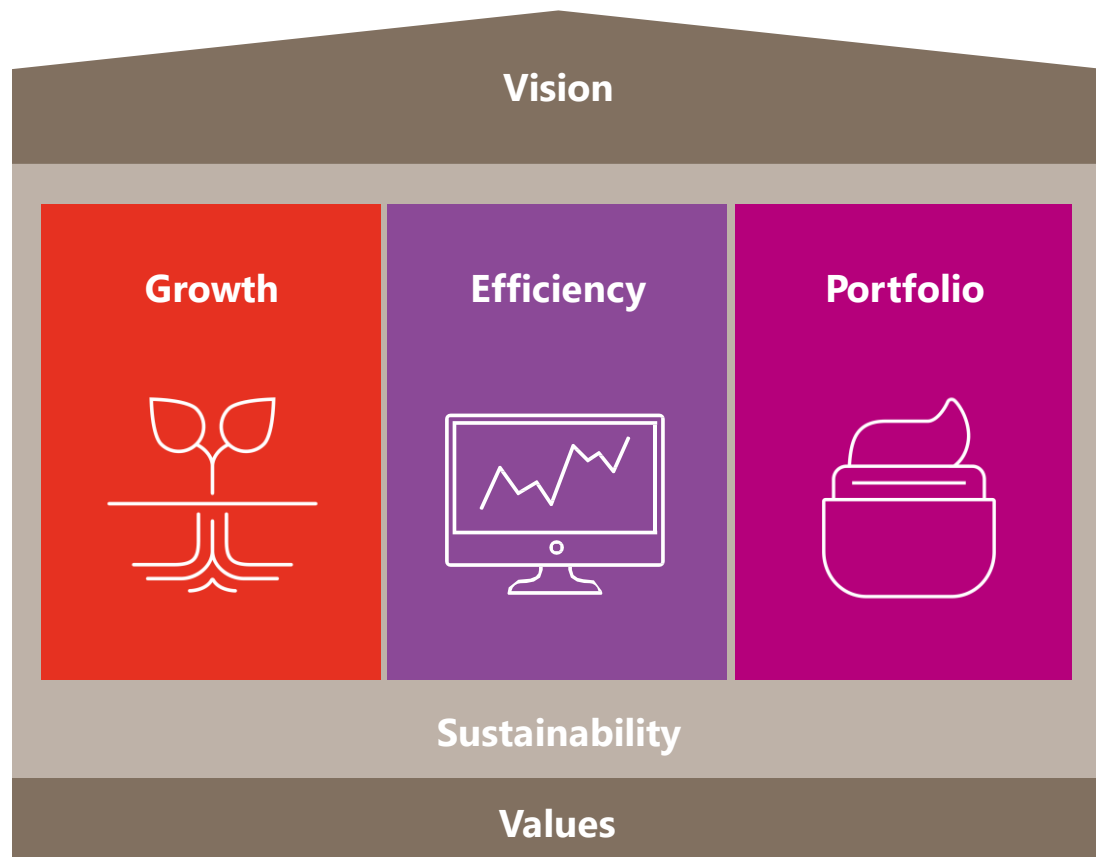 Vision
Growth
Efficiency
Portfolio
Sustainability
Values